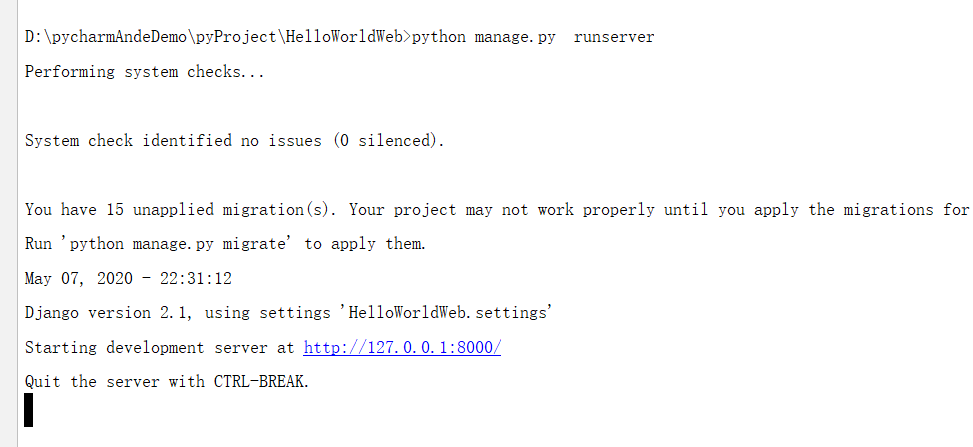 D:\pycharmAndeDemo\pyProject\HelloWorldWeb>python manage.py  runserver
Performing system checks...
System check identified no issues (0 silenced).
You have 15 unapplied migration(s). Your project may not work properly until you apply the migrations for
Run 'python manage.py migrate' to apply them.
May 07, 2020 - 22:31:12
Django version 2.1, using settings 'HelloWorldWeb.settings'
Starting development server at http://127.0.0.1:8000/
Quit the server with CTRL-BREAK.